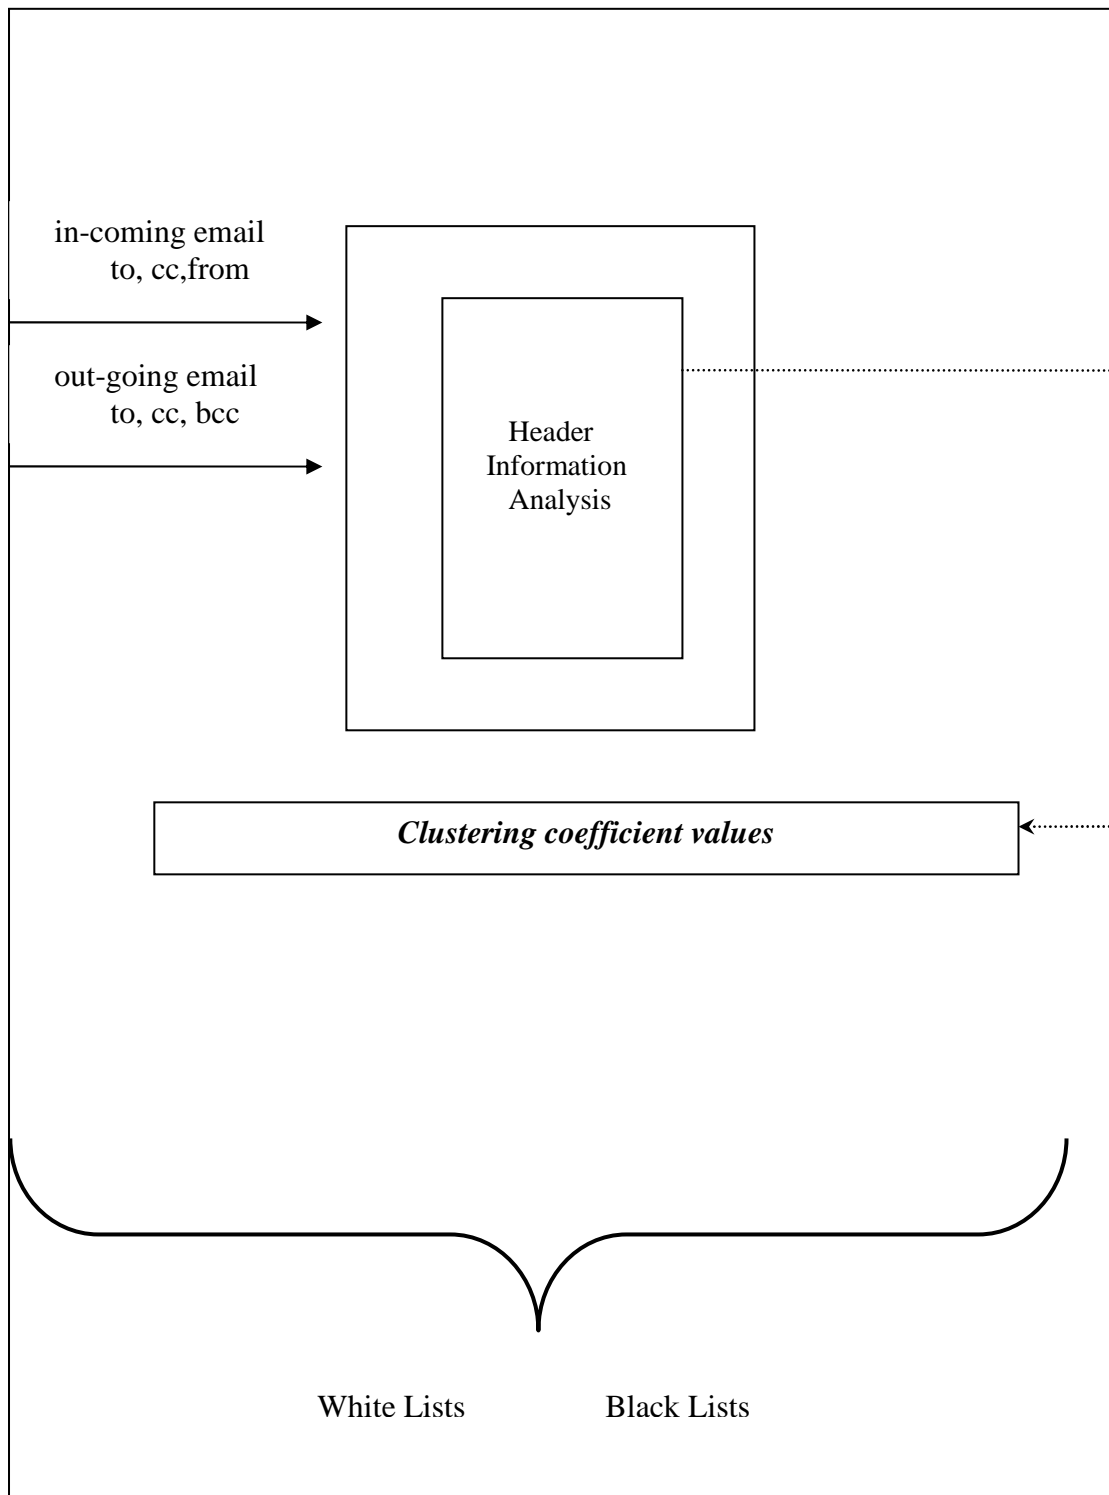 in-coming email
to, cc,from
out-going email
to, cc, bcc
Header
Information
Analysis
Clustering coefficient values
White Lists Black Lists